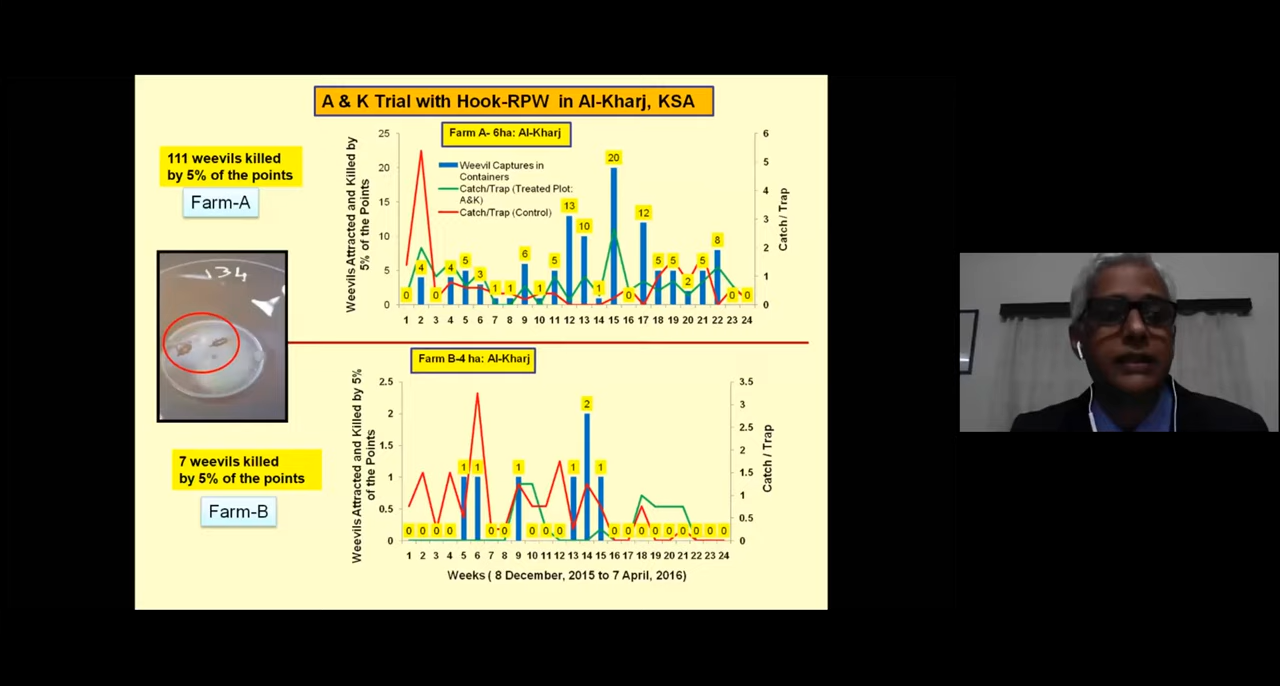 A & K Trial with Hook-RPW in Al-Kharj, KSA
111 weevils killed
by 5% of the points
Farm-A
134
Farm A- 6ha: Al-Kharj
Weevils Attracted and Killed by
5% of the Points
25
20
15
10
5
0
Weevil Captures in
Containers
Catch/Trap (Treated Plot:
A&K)
Catch/Trap (Control)
0 4 0 4 5 3 1 1 6 1 5 13 10 1 20 0 12 5 5 2 5 8 0 0
6
5
4
3
2
1
0
Catch / Trap
1 2 3 4 5 6 7 8 9 10 11 12 13 14 15 16 17 18 19 20 21 22 23 24
7 weevils killed
by 5% of the points
Farm-B
Farm B-4 ha: Al-Kharj
Weevils Attracted and Killed by 5%
of the Points
2.5
2
1.5
1
0.5
0
0 0 0 0 1 1 0 0 1 0 0 0 1 2 1 0 0 0 0 0 0 0 0 0
3.5
3
2.5
2
1.5
1
0.5
0
Catch / Trap
1 2 3 4 5 6 7 8 9 10 11 12 13 14 15 16 17 18 19 20 21 22 23 24
Weeks ( 8 December, 2015 to 7 April, 2016)